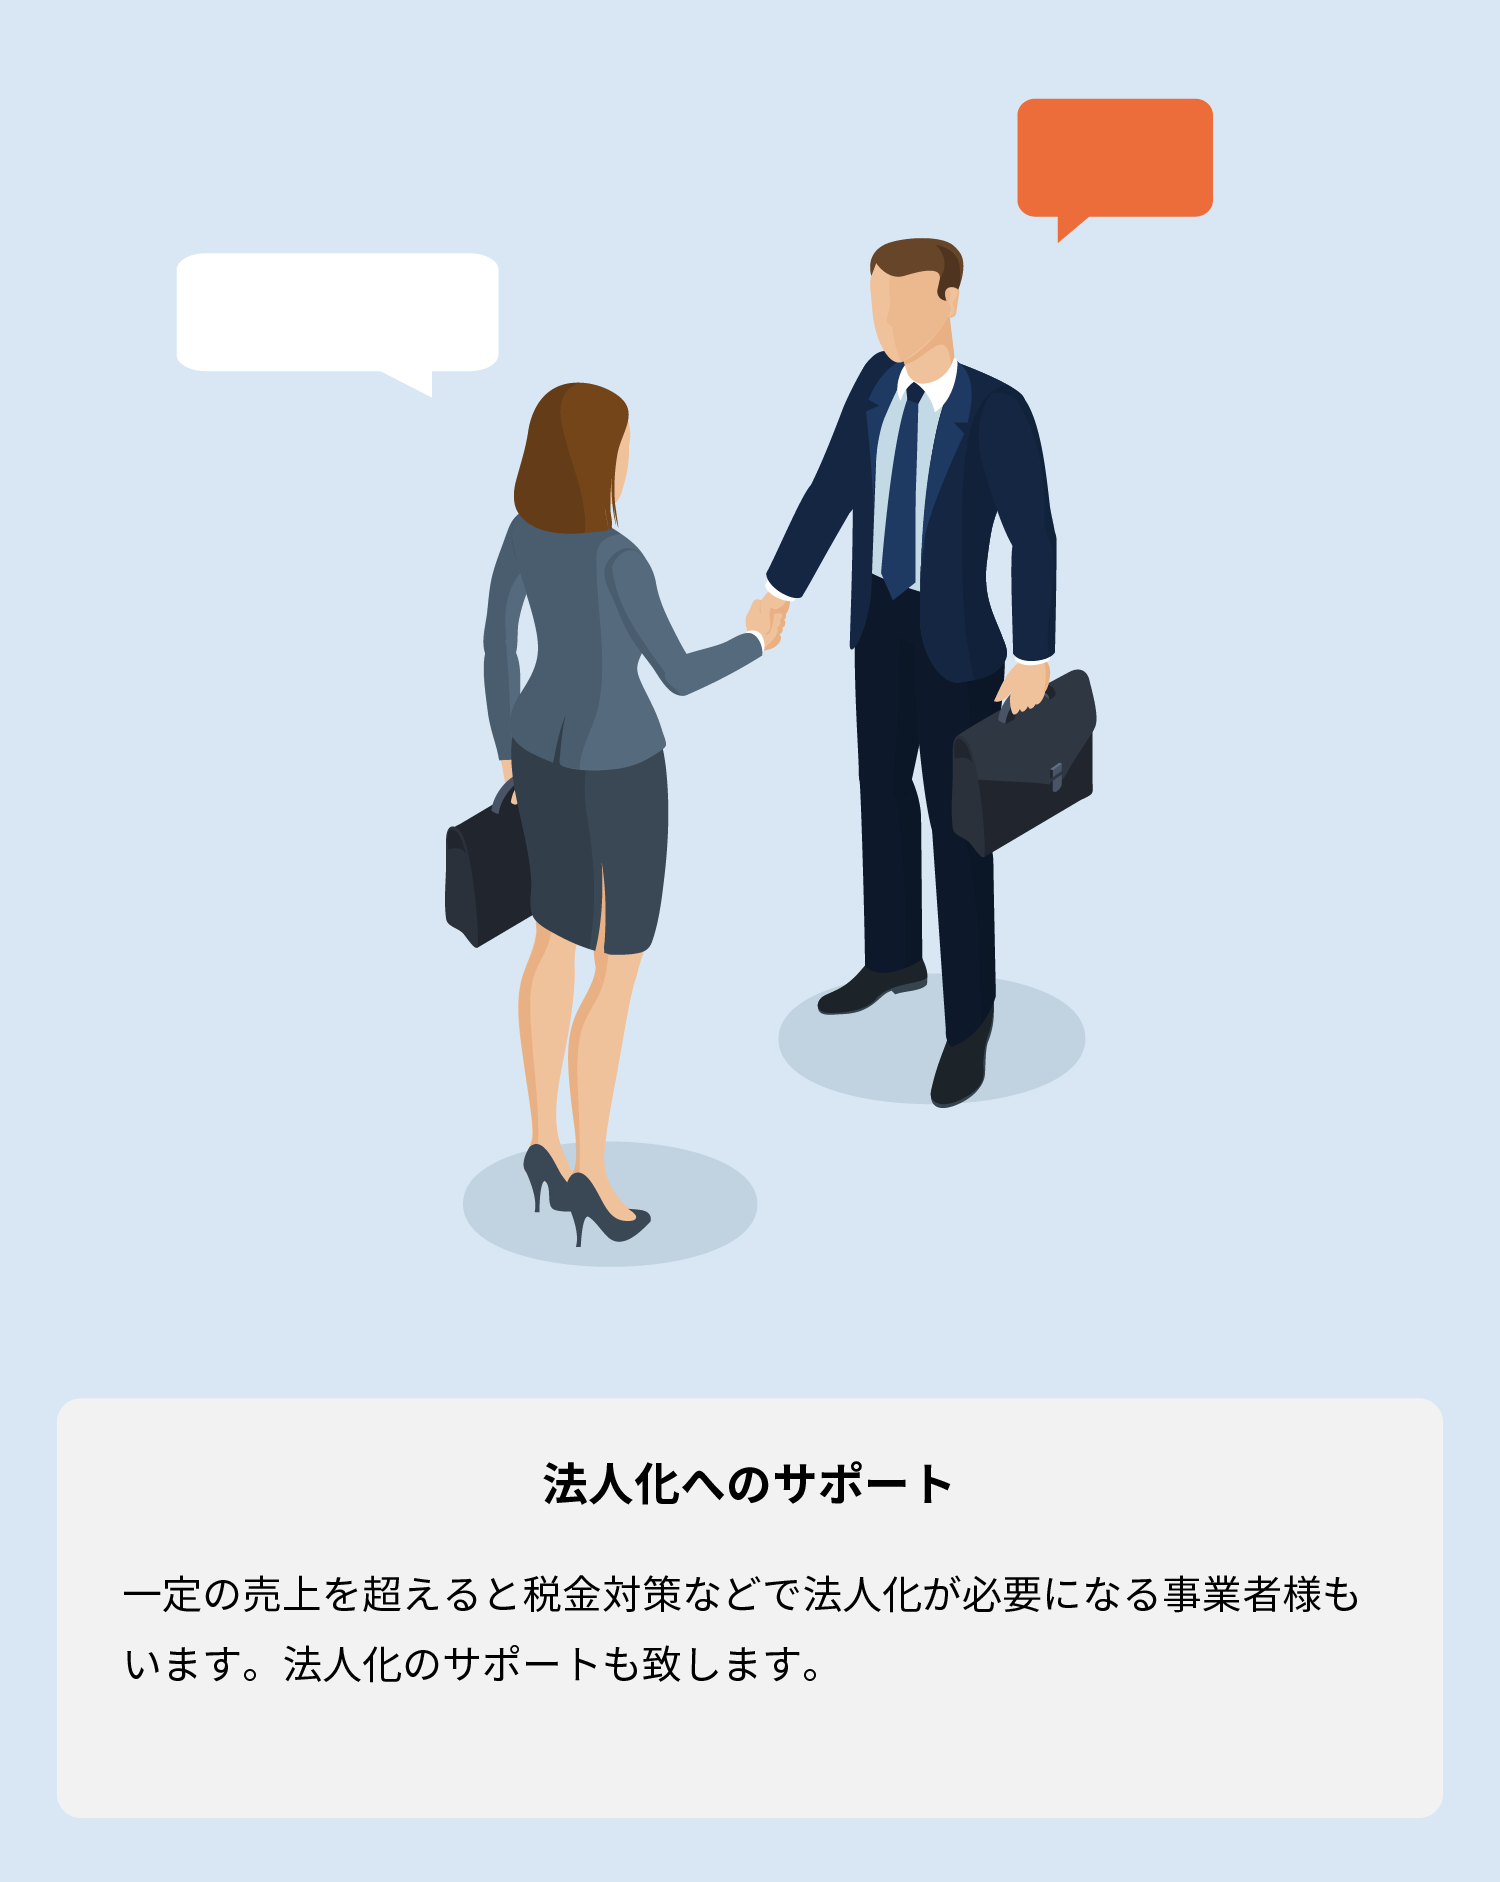 法人化へのサポート
一定の売上を超えると税金対策などで法人化が必要になる事業者様も
います。法人化のサポートも致します。